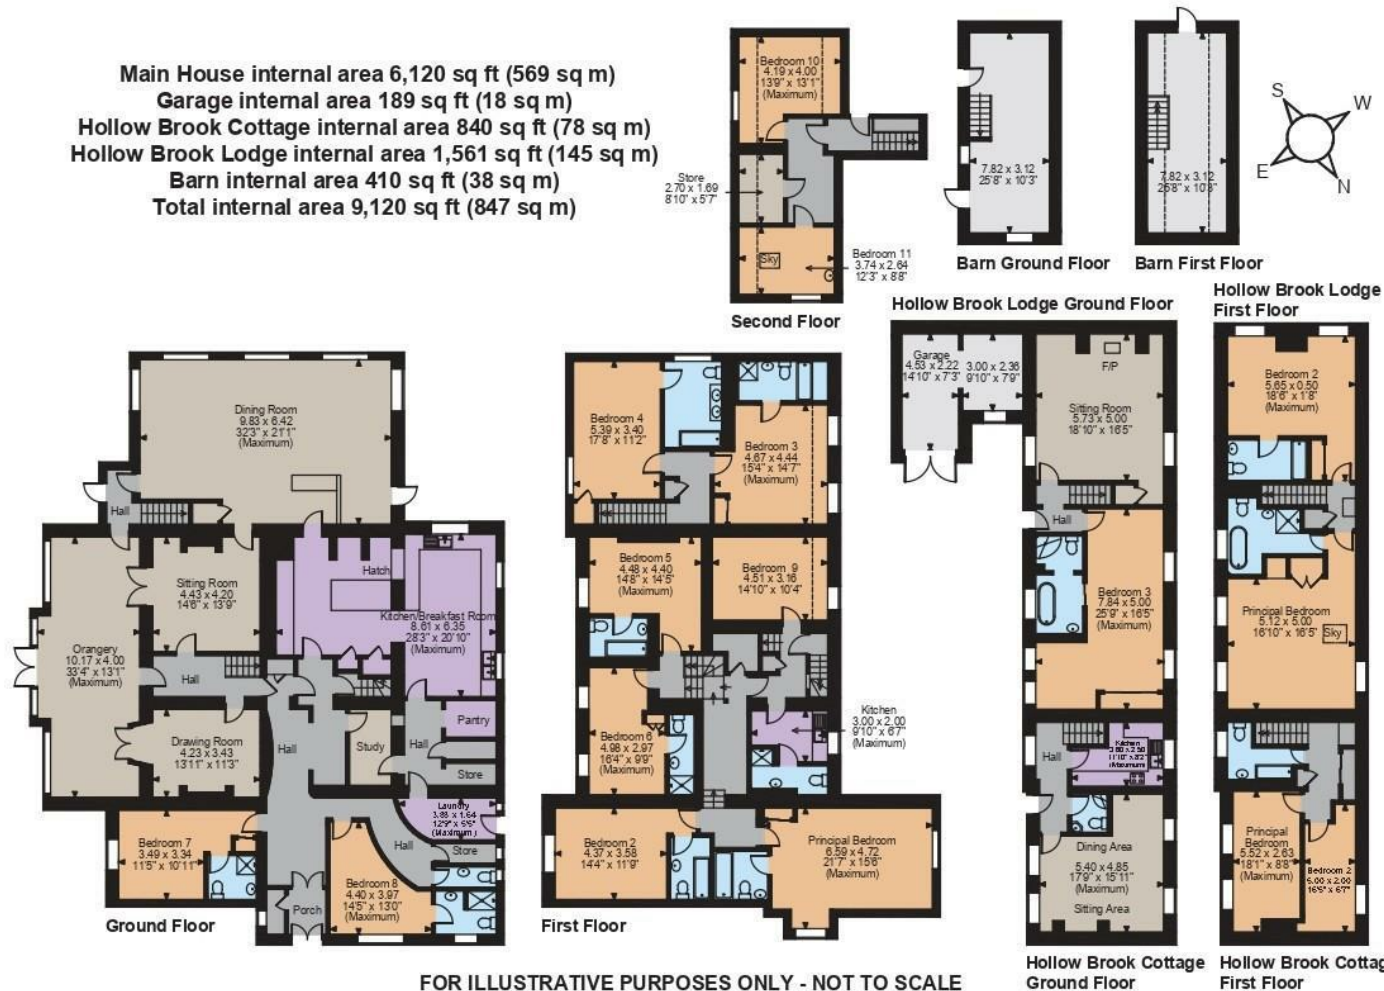 Main House internal area 6,120 sq ft (569 sq m)
Garage internal area 189 sq ft (18 sq m)
Hollow Brook Cottage internal area 840 sq ft (78 sq m)
Hollow Brook Lodge internal area 1,561 sq ft (145 sq m)
Barn internal area 410 sq ft (38 sq m)
Total internal area 9,120 sq ft (847 sq m)
Bedroom 10
4.19 x 4.00
13'9" x 13'1"
(Maximum)
Store
2.70 x 1.69
8'10" x 5'7"
Sky
Bedroom 11
3.74 x 2.64
12'3" x 8'8"
Second Floor
7.82 x 3.12
25'8" x 10'3"
Barn Ground Floor
7.82 x 3.12
25'8" x 10'3"
Barn First Floor
S
W
E
N
Dining Room
9.83 x 6.42
32'3" x 21'1"
(Maximum)
Hall
Sitting Room
4.43 x 4.20
14'6" x 13'9"
Hatch
Kitchen/Breakfast Room
8.61 x 6.35
28'3" x 20'10"
(Maximum)
Orangery
10.17 x 4.00
33'4" x 13'1"
(Maximum)
Hall
Drawing Room
4.23 x 3.43
13'11" x 11'3"
Hall
Study
Hall
Pantry
Store
Laundry
3.88 x 1.64
12'9" x 5'5"
(Maximum)
Store
Hall
Bedroom 7
3.49 x 3.34
11'5" x 10'11"
Bedroom 8
4.40 x 3.97
14'5" x 13'0"
(Maximum)
Porch
Ground Floor
Bedroom 4
5.39 x 3.40
17'8" x 11'2"
Bedroom 3
4.67 x 4.44
15'4" x 14'7"
(Maximum)
Bedroom 5
4.48 x 4.40
14'8" x 14'5"
(Maximum)
Bedroom 9
4.51 x 3.16
14'10" x 10'4"
Bedroom 6
4.98 x 2.97
16'4" x 9'9"
(Maximum)
Kitchen
3.00 x 2.00
9'10" x 6'7"
(Maximum)
Bedroom 2
4.37 x 3.58
14'4" x 11'9"
Principal Bedroom
6.59 x 4.72
21'7" x 15'6"
(Maximum)
First Floor
Hollow Brook Lodge Ground Floor
Garage
4.53 x 2.22
14'10" x 7'3"
3.00 x 2.36
9'10" x 7'9"
F/P
Sitting Room
5.73 x 5.00
18'10" x 16'5"
Hall
Bedroom 3
7.84 x 5.00
25'9" x 16'5"
(Maximum)
Hall
Kitchen
3.60 x 2.50
11'10" x 8'2"
(Maximum)
Dining Area
5.40 x 4.85
17'9" x 15'11"
(Maximum)
Sitting Area
Hollow Brook Cottage
Ground Floor
Hollow Brook Lodge
First Floor
Bedroom 2
5.65 x 0.50
18'6" x 1'8"
(Maximum)
Principal Bedroom
5.12 x 5.00
16'10" x 16'5"
Sky
Principal
Bedroom
5.52 x 2.63
18'1" x 8'8"
(Maximum)
Bedroom 2
5.00 x 2.00
16'5" x 6'7"
Hollow Brook Cottag
First Floor
FOR ILLUSTRATIVE PURPOSES ONLY - NOT TO SCALE